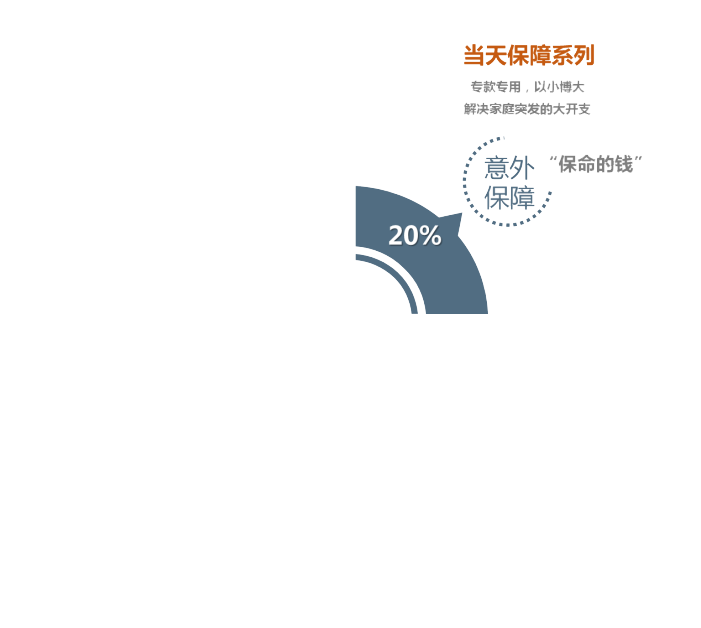 当天保障系列
专款专用，以小博大
解决家庭突发的大开支
意外
保障
“保命的钱”
20%